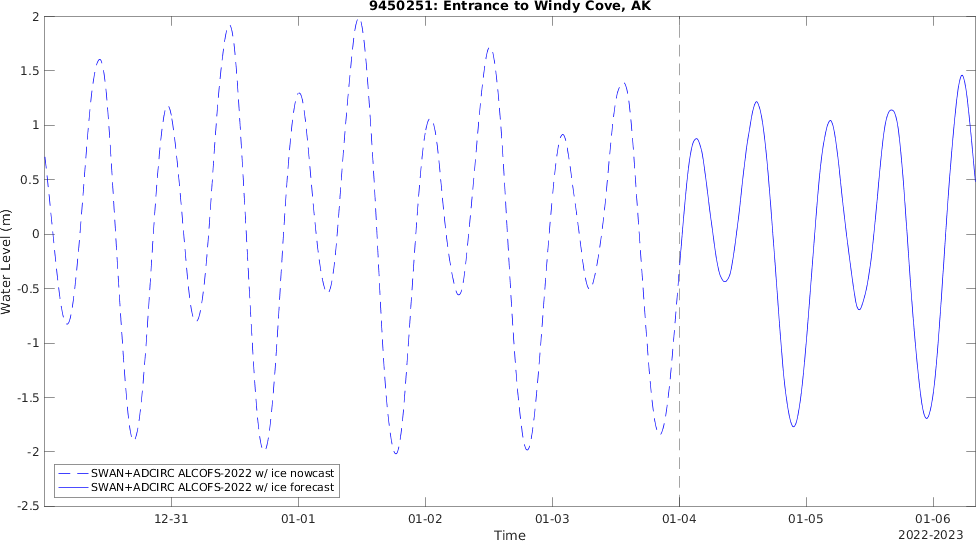 9450251: Entrance to Windy Cove, AK
2
1.5
1
0.5
0
-0.5
-1
-1.5
-2
-2.5
Water Level (m)
SWAN+ADCIRC ALCOFS-2022 w/ ice nowcast
SWAN+ADCIRC ALCOFS-2022 w/ ice forecast
12-31 01-01 01-02 01-03 01-04 01-05 01-06
Time
2022-2023